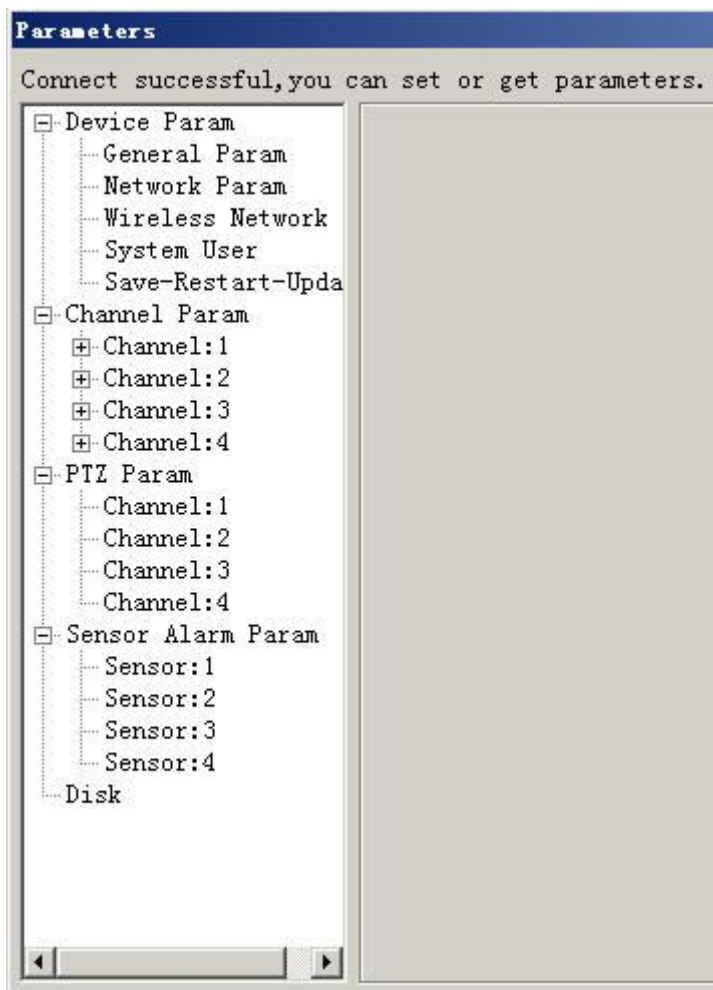 Parameters
Connect successful,you can set or get parameters.
Device Param
General Param
Network Param
Wireless Network
System User
Save-Restart-Upda
Channel Param
Channel:1
Channel:2
Channel:3
Channel:4
PTZ Param
Channel:1
Channel:2
Channel:3
Channel:4
Sensor Alarm Param
Sensor:1
Sensor:2
Sensor:3
Sensor:4
Disk